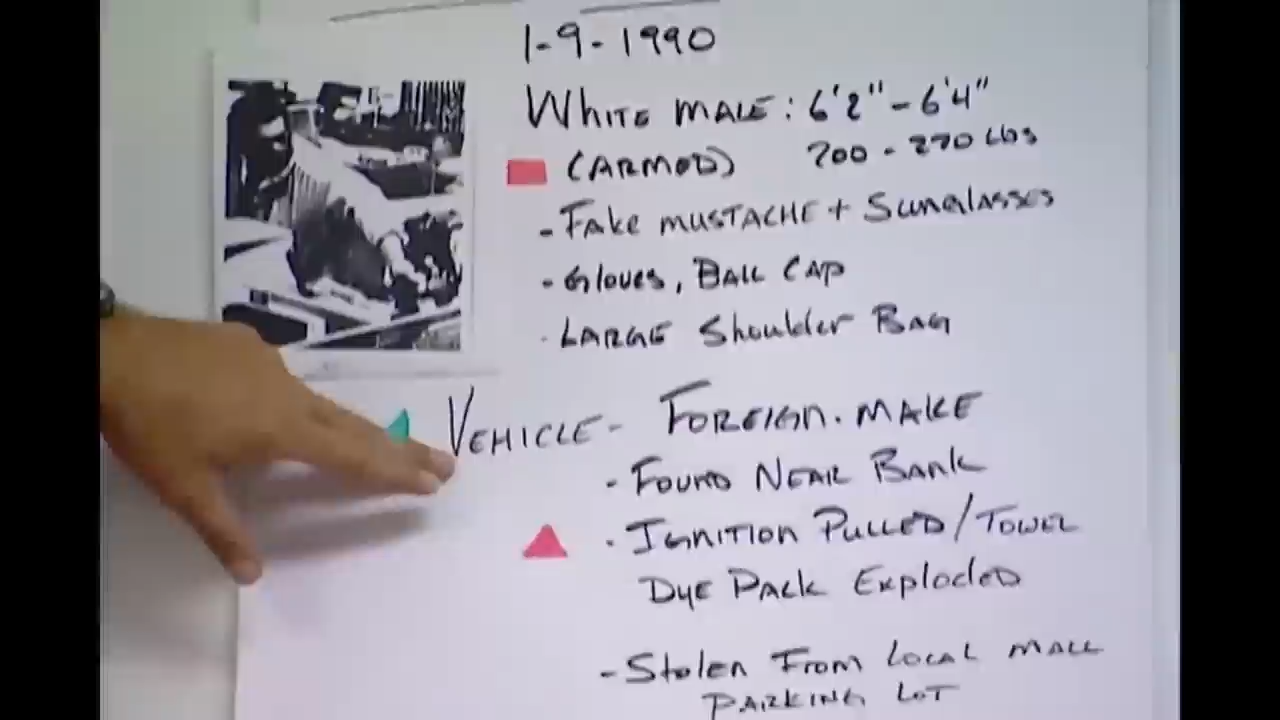 1-9-1990
WHITE MALE: 6'2" - 6'4"
(ARMED) 200 - 220 Lbs
- FAKE MUSTACHE + SUNGLASSES
- GLOVES, BALL CAP
- LARGE SHOULDER BAG
VEHICLE - FOREIGN. MAKE
- FOUND NEAR BANK
- IGNITION PULLED/TOWEL
DYE PACK EXPLODED
- STOLEN FROM LOCAL MALL
PARKING LOT